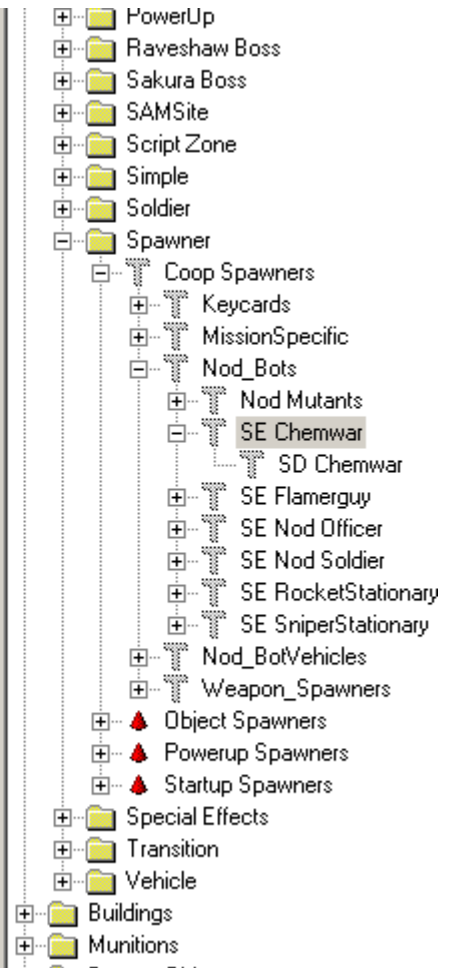 PowerUp
Raveshaw Boss
Sakura Boss
SAMSite
Script Zone
Simple
Soldier
Spawner
Coop Spawners
Keycards
MissionSpecific
Nod_Bots
Nod Mutants
SE Chemwar
SD Chemwar
SE Flamerguy
SE Nod Officer
SE Nod Soldier
SE RocketStationary
SE SniperStationary
Nod_BotVehicles
Weapon_Spawners
Object Spawners
Powerup Spawners
Startup Spawners
Special Effects
Transition
Vehicle
Buildings
Munitions